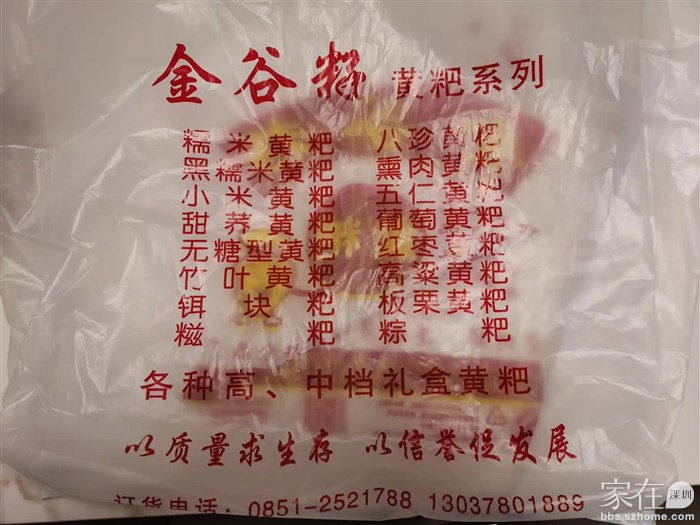 金谷粉 黄粑系列
糯米黄粑 八珍黄粑
黑糯米黄粑 熏肉黄粑
小米黄粑 五仁黄粑
甜荞黄粑 葡萄黄粑
无糖型黄粑 红枣黄粑
竹叶黄粑 高粱黄粑
饵块粑 板栗黄粑
糍粑 粽粑
各种高、中档礼盒黄粑
以质量求生存 以信誉促发展
订货电话：0851-2521788 13037801889
家在深圳
bbs.szhome.com